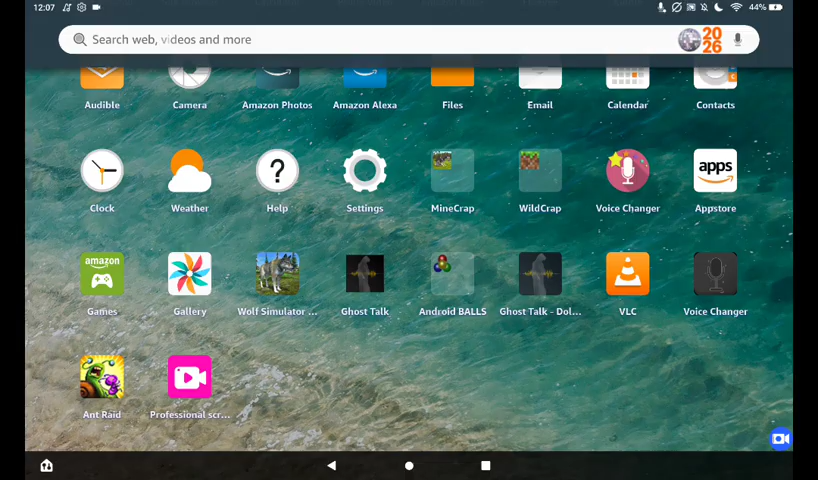 12:07
44%
Search web, videos and more
2026
Audible
Camera
Amazon Photos
Amazon Alexa
Files
Email
Calendar
Contacts
apps
Clock
Weather
Help
Settings
MineCrap
WildCrap
Voice Changer
Appstore
amazon
Games
Gallery
Wolf Simulator ...
Ghost Talk
Android BALLS
Ghost Talk - Dol...
VLC
Voice Changer
Ant Raid
Professional scr...